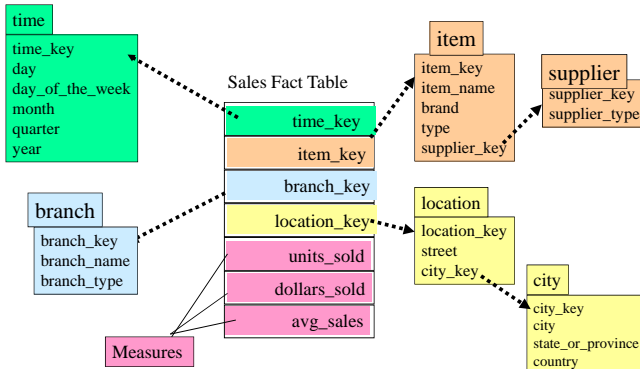 time
time_key
day
day_of_the_week
month
quarter
year
Sales Fact Table
time_key
item_key
branch_key
location_key
units_sold
dollars_sold
avg_sales
Measures
branch
branch_key
branch_name
branch_type
item
item_key
item_name
brand
type
supplier_key
supplier
supplier_key
supplier_type
location
location_key
street
city_key
city
city_key
city
state_or_province
country